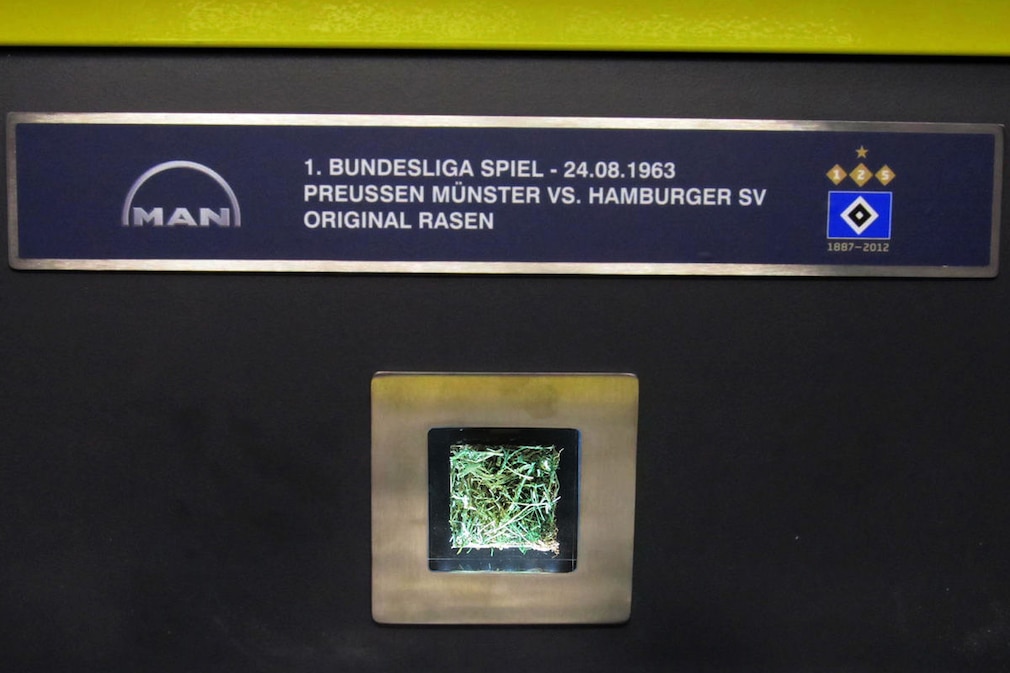 MAN
1. BUNDESLIGA SPIEL - 24.08.1963
PREUSSEN MÜNSTER VS. HAMBURGER SV
ORIGINAL RASEN
1 2 5
1887-2012